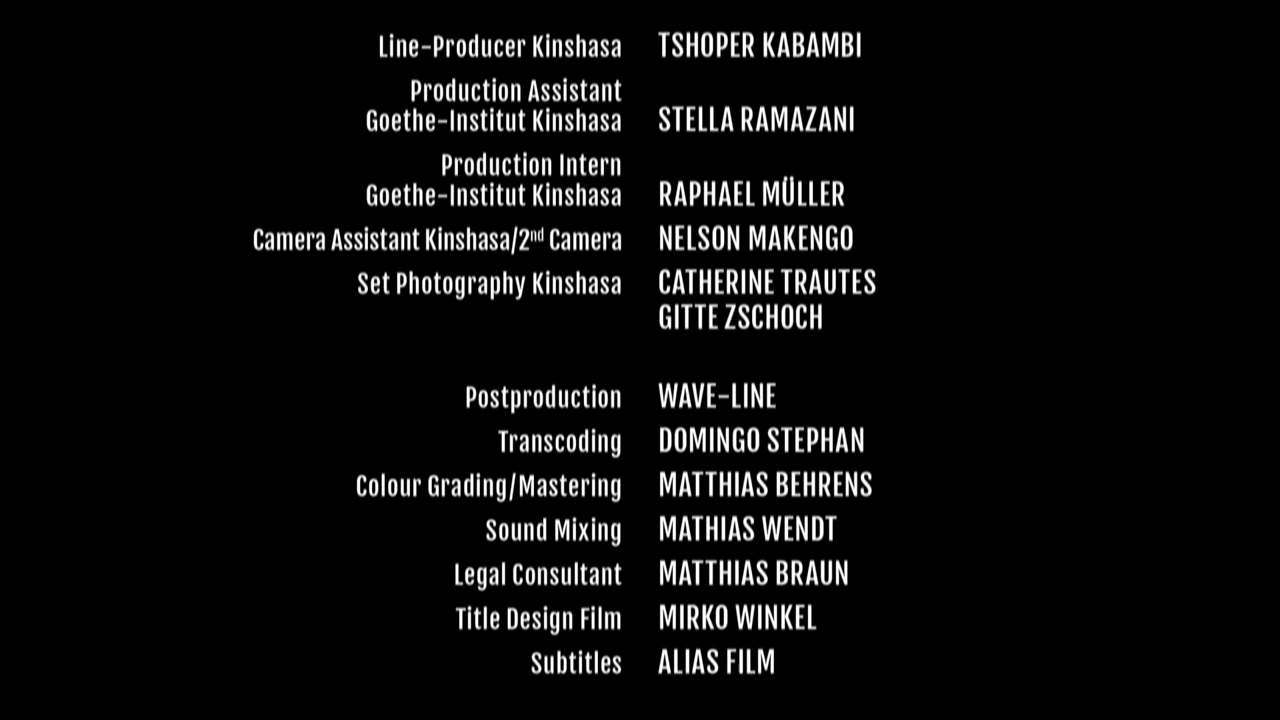 Line-Producer Kinshasa TSHOPER KABAMBI
Production Assistant
Goethe-Institut Kinshasa STELLA RAMAZANI
Production Intern
Goethe-Institut Kinshasa RAPHAEL MÜLLER
Camera Assistant Kinshasa/2nd Camera NELSON MAKENGO
Set Photography Kinshasa CATHERINE TRAUTES
GITTE ZSCHOCH
Postproduction WAVE-LINE
Transcoding DOMINGO STEPHAN
Colour Grading/Mastering MATTHIAS BEHRENS
Sound Mixing MATHIAS WENDT
Legal Consultant MATTHIAS BRAUN
Title Design Film MIRKO WINKEL
Subtitles ALIAS FILM